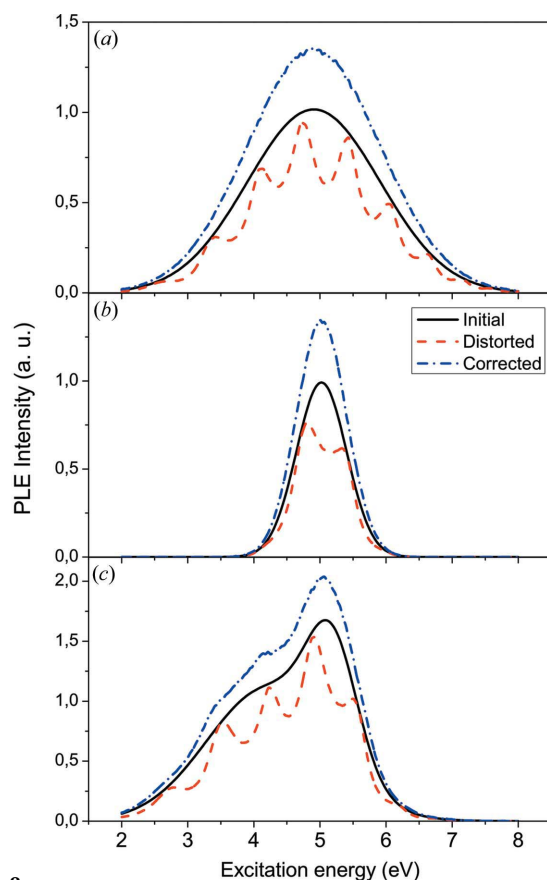 (a)
1,5
1,0
0,5
0,0
(b)
1,0
0,5
0,0
Initial
Distorted
Corrected
(c)
2,0
1,5
1,0
0,5
0,0
2 3 4 5 6 7 8
Excitation energy (eV)
PLE Intensity (a. u.)